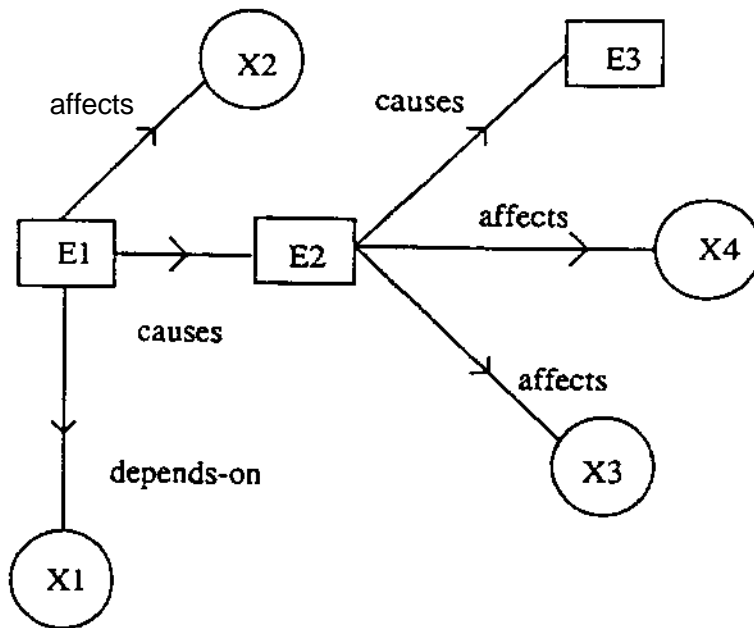 X2
E3
affects
causes
affects
E1
E2
X4
causes
affects
depends-on
X3
X1